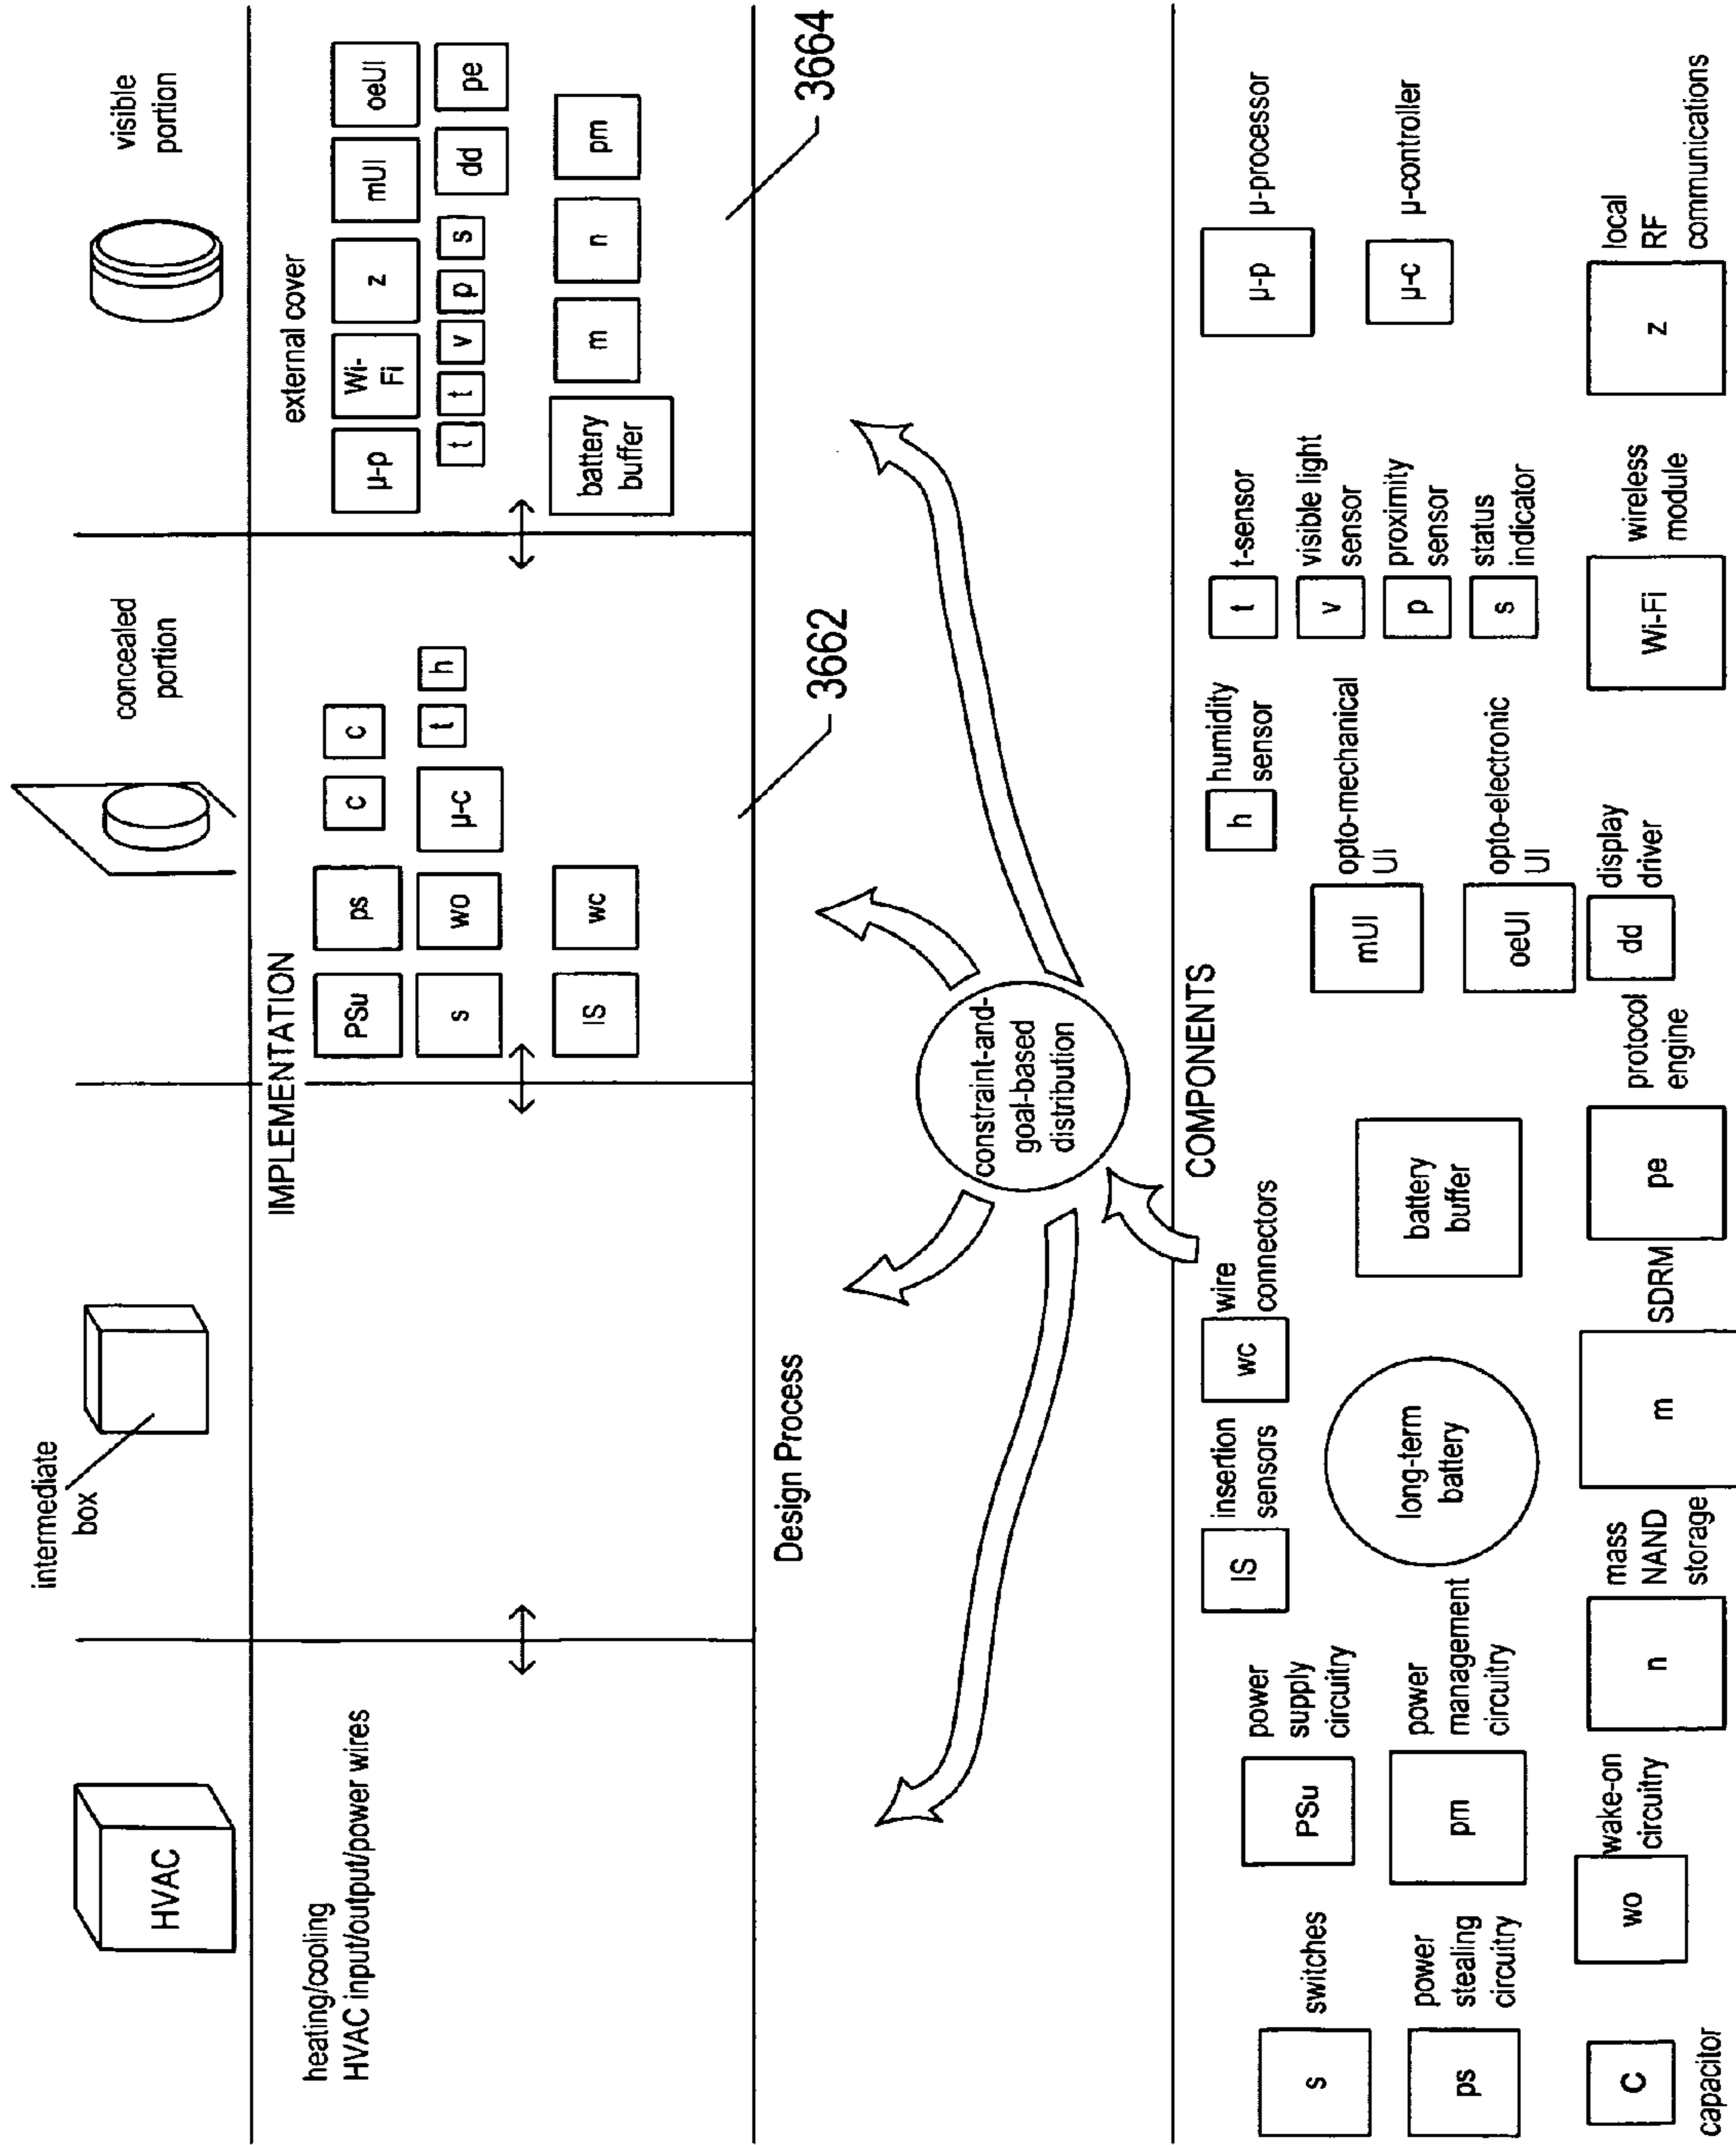 intermediate
box
concealed
portion
visible
portion
HVAC
IMPLEMENTATION
heating/cooling
HVAC input/output/power wires
PSu
ps
c
c
s
wo
µ-c
t
h
IS
wc
external cover
µ-p
Wi-
Fi
z
mUI
oeUI
t
t
v
p
s
dd
pe
battery
buffer
m
n
pm
3662
3664
Design Process
constraint-and-
goal-based
distribution
COMPONENTS
s
switches
PSu
power
supply
circuitry
IS
insertion
sensors
wc
wire
connectors
h
humidity
sensor
t
t-sensor
v
visible light
sensor
p
proximity
sensor
s
status
indicator
µ-p
µ-processor
µ-c
µ-controller
ps
power
stealing
circuitry
pm
power
management
circuitry
long-term
battery
battery
buffer
mUI
opto-mechanical
UI
oeUI
opto-electronic
UI
C
capacitor
wo
wake-on
circuitry
n
mass
NAND
storage
m
SDRM
pe
protocol
engine
dd
display
driver
Wi-Fi
wireless
module
z
local
RF
communications